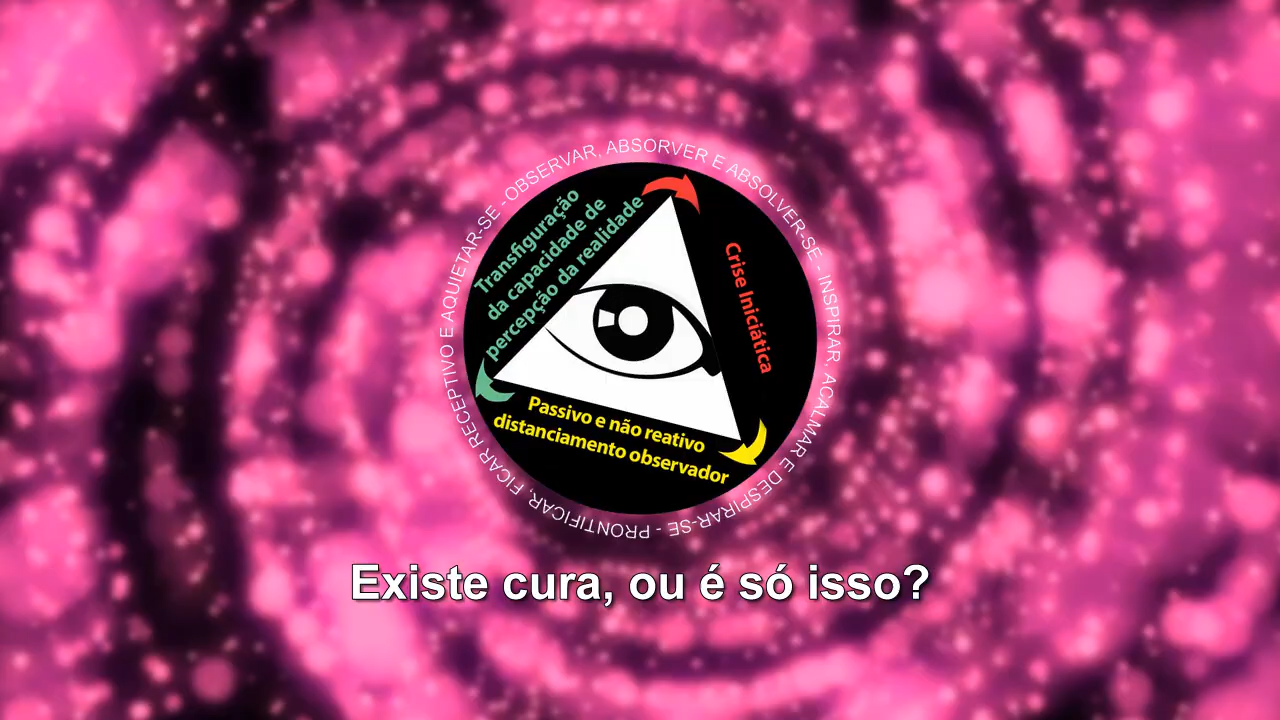 OBSERVAR, ABSORVER E ABSOLVER-SE - INSPIRAR, ACALMAR E DESPIRAR-SE - PRONTIFICAR, FICAR RECEPTIVO E AQUIETAR-SE -
Transfiguração
da capacidade de
percepção da realidade
Crise Iniciática
Passivo e não reativo
distanciamento observador
Existe cura, ou é só isso?